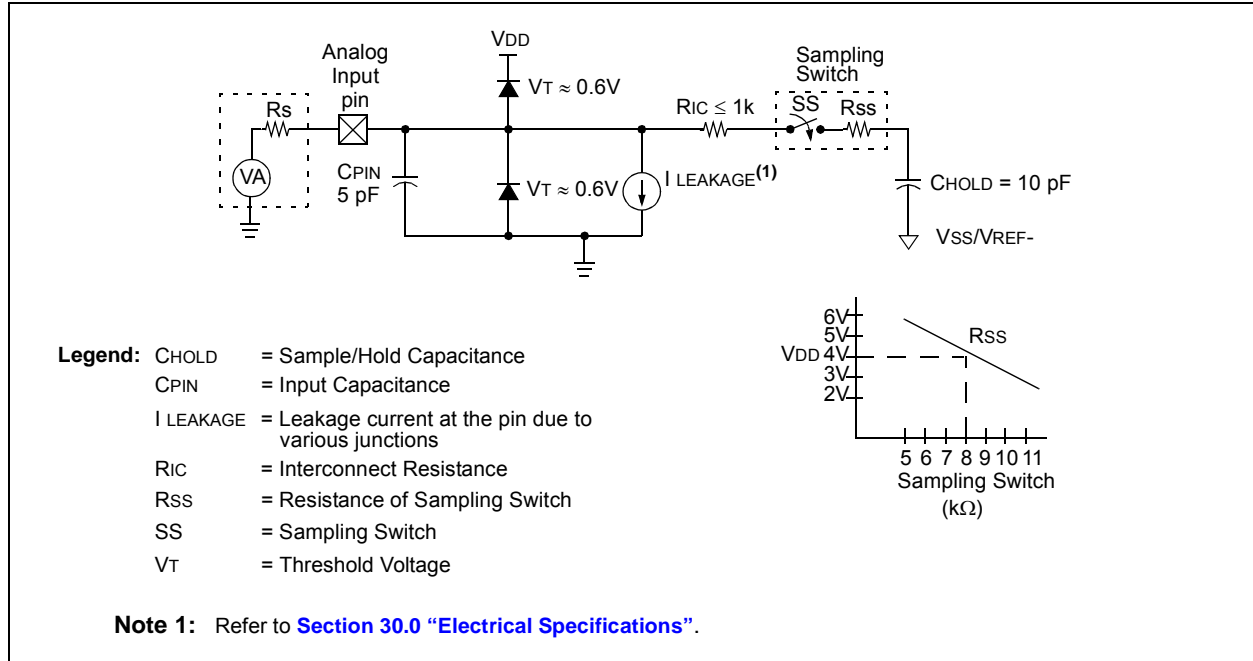 VDD
Analog
Input
pin
Sampling
Switch
VT ≈ 0.6V
Rs
RIC ≤ 1k
SS
Rss
VA
CPIN
5 pF
VT ≈ 0.6V
I LEAKAGE(1)
CHOLD = 10 pF
VSS/VREF-
6V
5V
VDD 4V
3V
2V
RSS
5 6 7 8 9 10 11
Sampling Switch
(kΩ)
Legend: CHOLD = Sample/Hold Capacitance
CPIN = Input Capacitance
I LEAKAGE = Leakage current at the pin due to
various junctions
RIC = Interconnect Resistance
RSS = Resistance of Sampling Switch
SS = Sampling Switch
VT = Threshold Voltage
Note 1: Refer to Section 30.0 “Electrical Specifications”.